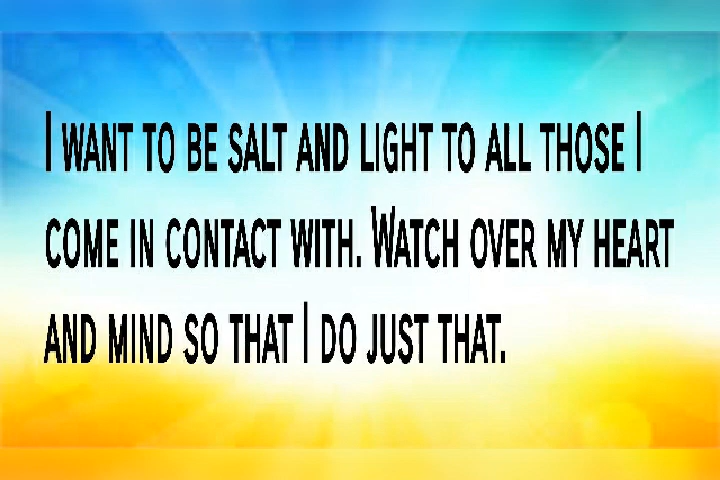 I want to be salt and light to all those I
come in contact with. Watch over my heart
and mind so that I do just that.